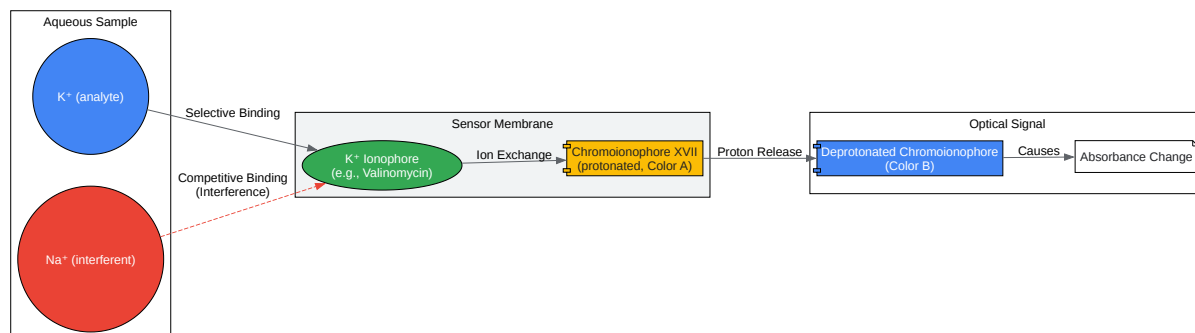 Aqueous Sample
K⁺ (analyte)
Na⁺ (interferent)
Selective Binding
Competitive Binding
(Interference)
Sensor Membrane
K⁺ Ionophore
(e.g., Valinomycin)
Ion Exchange
Chromoionophore XVII
(protonated, Color A)
Proton Release
Optical Signal
Deprotonated Chromoionophore
(Color B)
Causes
Absorbance Change